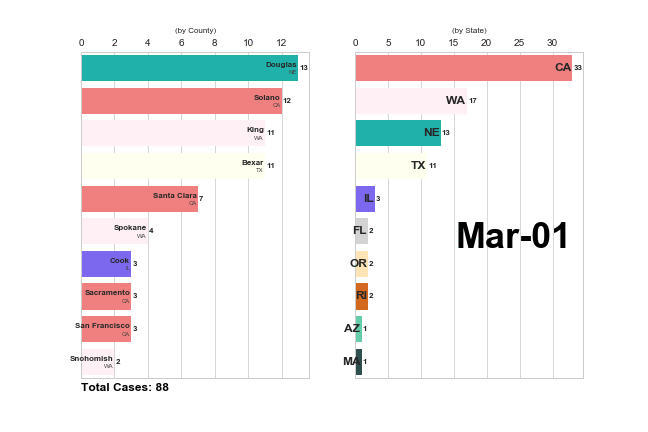 (by County)
0 2 4 6 8 10 12
Douglas 13
NE
Solano 12
CA
King 11
WA
Bexar 11
TX
Santa Clara 7
CA
Spokane 4
WA
Cook 3
IL
Sacramento 3
CA
San Francisco 3
CA
Snohomish 2
WA
Total Cases: 88
(by State)
0 5 10 15 20 25 30
CA 33
WA 17
NE 13
TX 11
IL 3
FL 2
OR 2
RI 2
AZ 1
MA 1
Mar-01